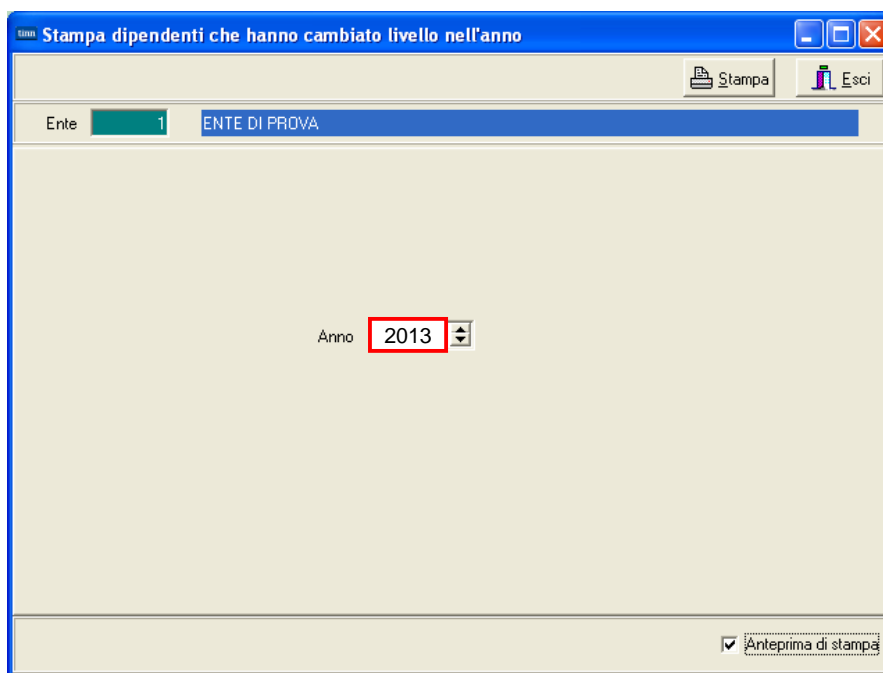 tinn Stampa dipendenti che hanno cambiato livello nell'anno
Stampa Esci
Ente 1 ENTE DI PROVA
Anno 2013
Anteprima di stampa